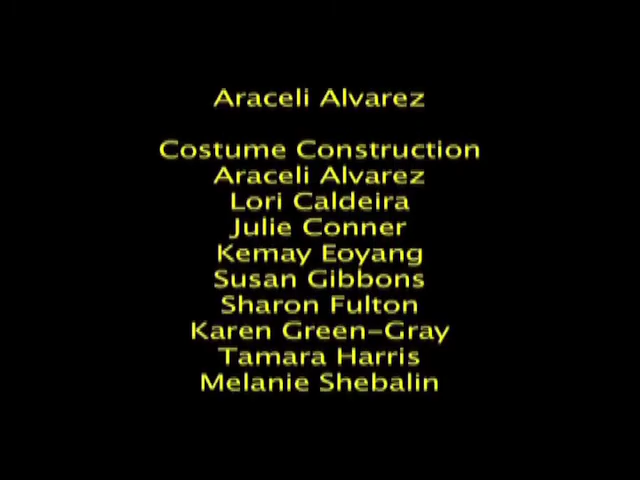 Araceli Alvarez
Costume Construction
Araceli Alvarez
Lori Caldeira
Julie Conner
Kemay Eoyang
Susan Gibbons
Sharon Fulton
Karen Green-Gray
Tamara Harris
Melanie Shebalin